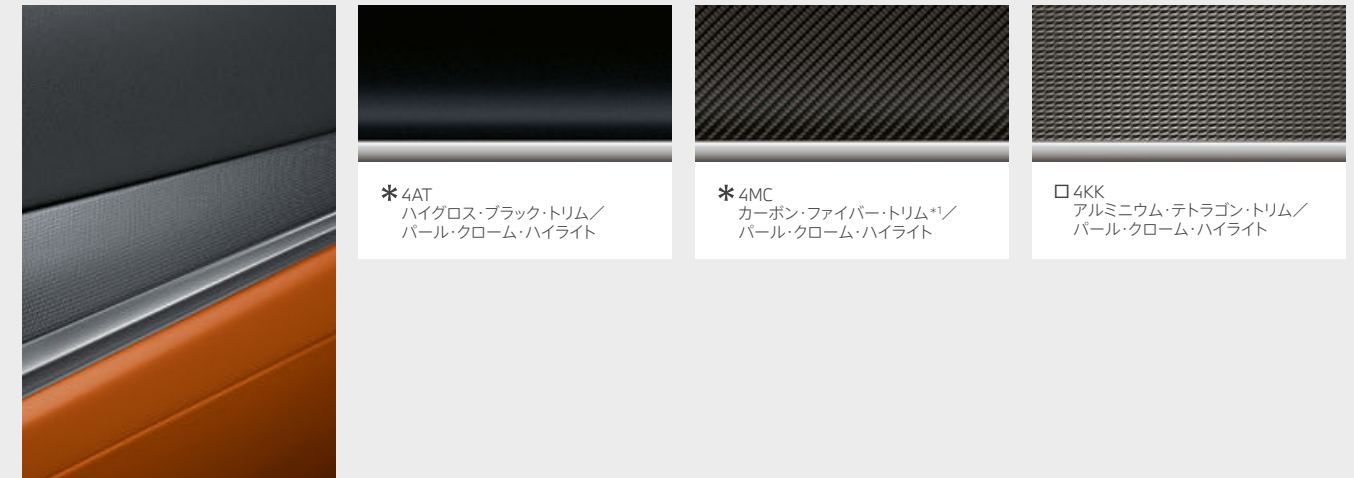 ＊4AT
ハイグロス・ブラック・トリム／
パール・クローム・ハイライト
＊4MC
カーボン・ファイバー・トリム*1／
パール・クローム・ハイライト
□4KK
アルミニウム・テトラゴン・トリム／
パール・クローム・ハイライト